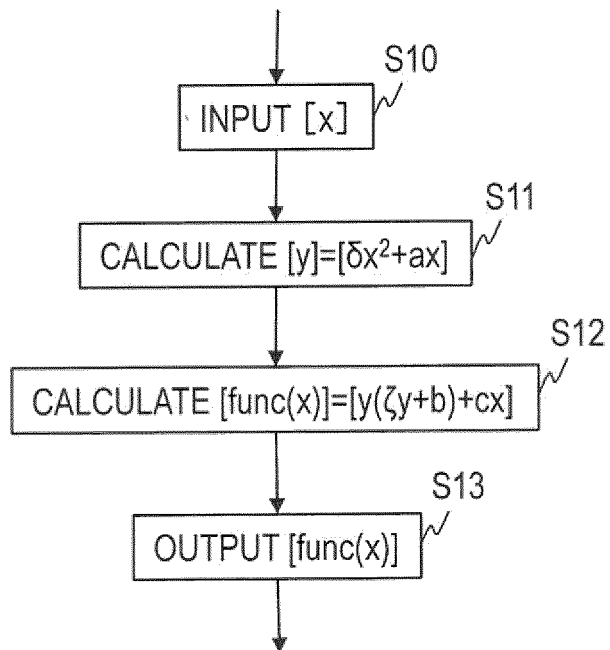 S10
INPUT [x]
S11
CALCULATE [y]=[δx²+ax]
S12
CALCULATE [func(x)]=[y(ζy+b)+cx]
S13
OUTPUT [func(x)]